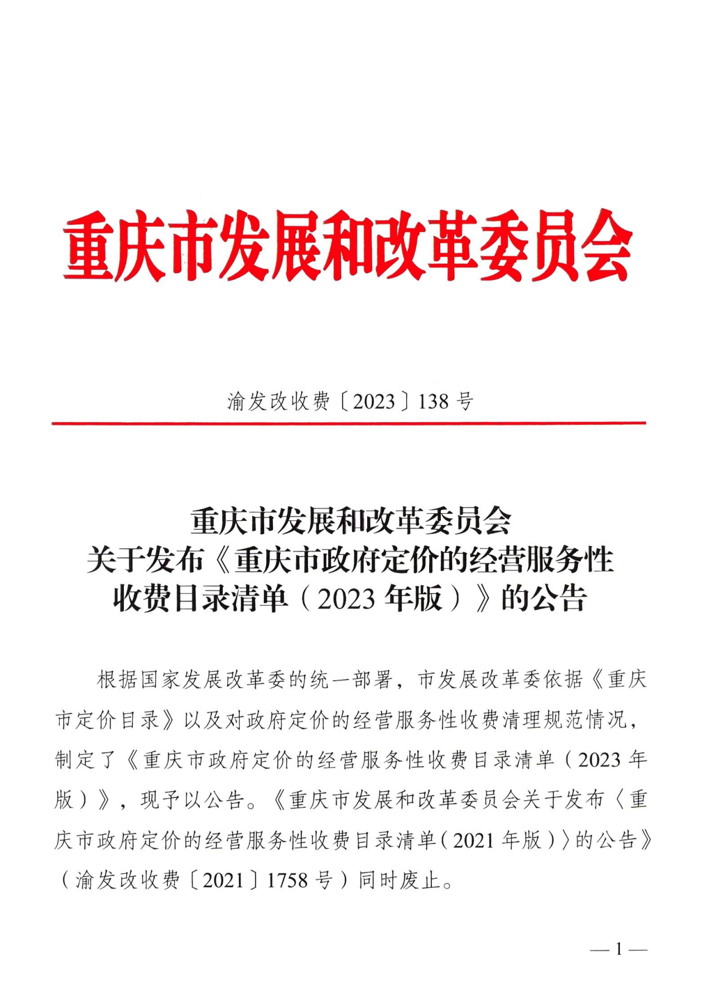 重庆市发展和改革委员会
渝发改收费〔2023〕138 号
重庆市发展和改革委员会
关于发布《重庆市政府定价的经营服务性
收费目录清单（2023 年版）》的公告
根据国家发展改革委的统一部署，市发展改革委依据《重庆
市定价目录》以及对政府定价的经营服务性收费清理规范情况，
制定了《重庆市政府定价的经营服务性收费目录清单（2023 年
版）》，现予以公告。《重庆市发展和改革委员会关于发布〈重
庆市政府定价的经营服务性收费目录清单（2021 年版）〉的公告》
（渝发改收费〔2021〕1758 号）同时废止。
— 1 —